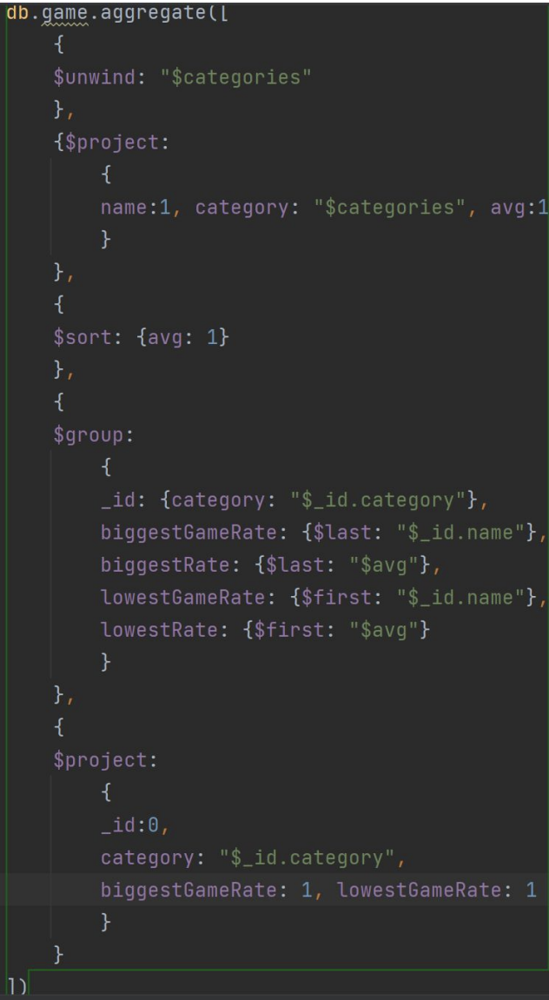 db.game.aggregate([
{
$unwind: "$categories"
},
{$project:
{
name:1, category: "$categories", avg:1
}
},
{
$sort: {avg: 1}
},
{
$group:
{
_id: {category: "$_id.category"},
biggestGameRate: {$last: "$_id.name"},
biggestRate: {$last: "$avg"},
lowestGameRate: {$first: "$_id.name"},
lowestRate: {$first: "$avg"}
}
},
{
$project:
{
_id:0,
category: "$_id.category",
biggestGameRate: 1, lowestGameRate: 1
}
}
])